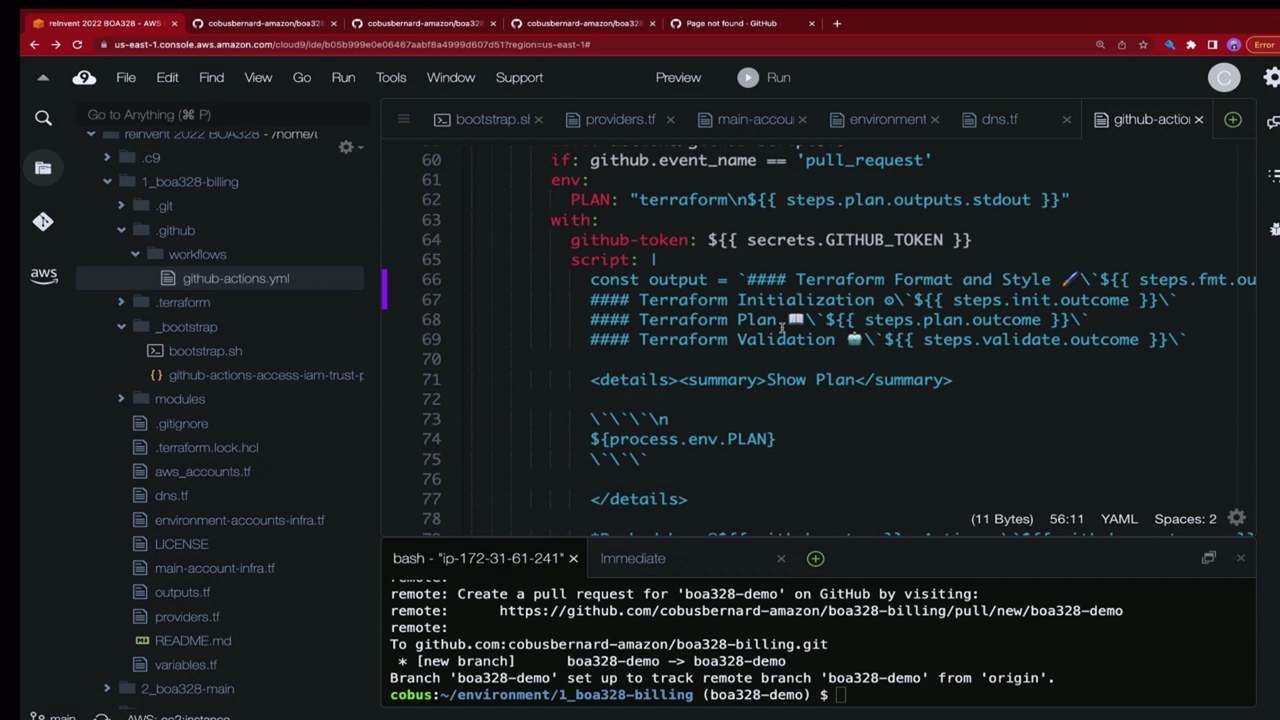 reInvent 2022 BOA328 - AWS
cobusbernard-amazon/boa328
cobusbernard-amazon/boa328
cobusbernard-amazon/boa328
Page not found · GitHub
us-east-1.console.aws.amazon.com/cloud9/ide/b05b999e0e06467aabf8a4999d607d51?region=us-east-1#
Error
9 File Edit Find View Go Run Tools Window Support Preview Run C
Go to Anything (⌘ P)
bootstrap.sh
providers.tf
main-accou
environment
dns.tf
github-action
reInvent 2022 BOA328 - /home/
.c9
1_boa328-billing
.git
.github
workflows
github-actions.yml
.terraform
_bootstrap
bootstrap.sh
github-actions-access-iam-trust-p
modules
.gitignore
.terraform.lock.hcl
aws_accounts.tf
dns.tf
environment-accounts-infra.tf
LICENSE
main-account-infra.tf
outputs.tf
providers.tf
README.md
variables.tf
2_boa328-main
main
AWS: ec2:instance
aws
60 if: github.event_name == 'pull_request'
61 env:
62 PLAN: "terraform\n${{ steps.plan.outputs.stdout }}"
63 with:
64 github-token: ${{ secrets.GITHUB_TOKEN }}
65 script: |
66 const output = `#### Terraform Format and Style 🖌\`${{ steps.fmt.ou
67 #### Terraform Initialization ⚙️\`${{ steps.init.outcome }}\`
68 #### Terraform Plan 📖\`${{ steps.plan.outcome }}\`
69 #### Terraform Validation 🤖\`${{ steps.validate.outcome }}\`
70
71 <details><summary>Show Plan</summary>
72
73 \`\`\`\n
74 ${process.env.PLAN}
75 \`\`\`
76
77 </details>
78
(11 Bytes) 56:11 YAML Spaces: 2
bash - "ip-172-31-61-241"
Immediate
remote:
remote: Create a pull request for 'boa328-demo' on GitHub by visiting:
remote: https://github.com/cobusbernard-amazon/boa328-billing/pull/new/boa328-demo
remote:
To github.com:cobusbernard-amazon/boa328-billing.git
* [new branch] boa328-demo -> boa328-demo
Branch 'boa328-demo' set up to track remote branch 'boa328-demo' from 'origin'.
cobus:~/environment/1_boa328-billing (boa328-demo) $